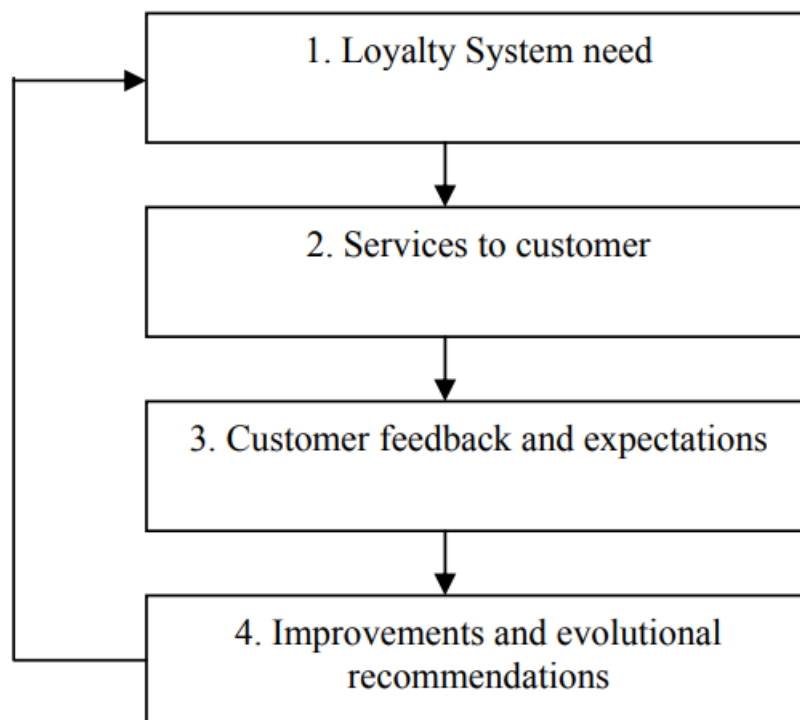 1. Loyalty System need
2. Services to customer
3. Customer feedback and expectations
4. Improvements and evolutional
recommendations